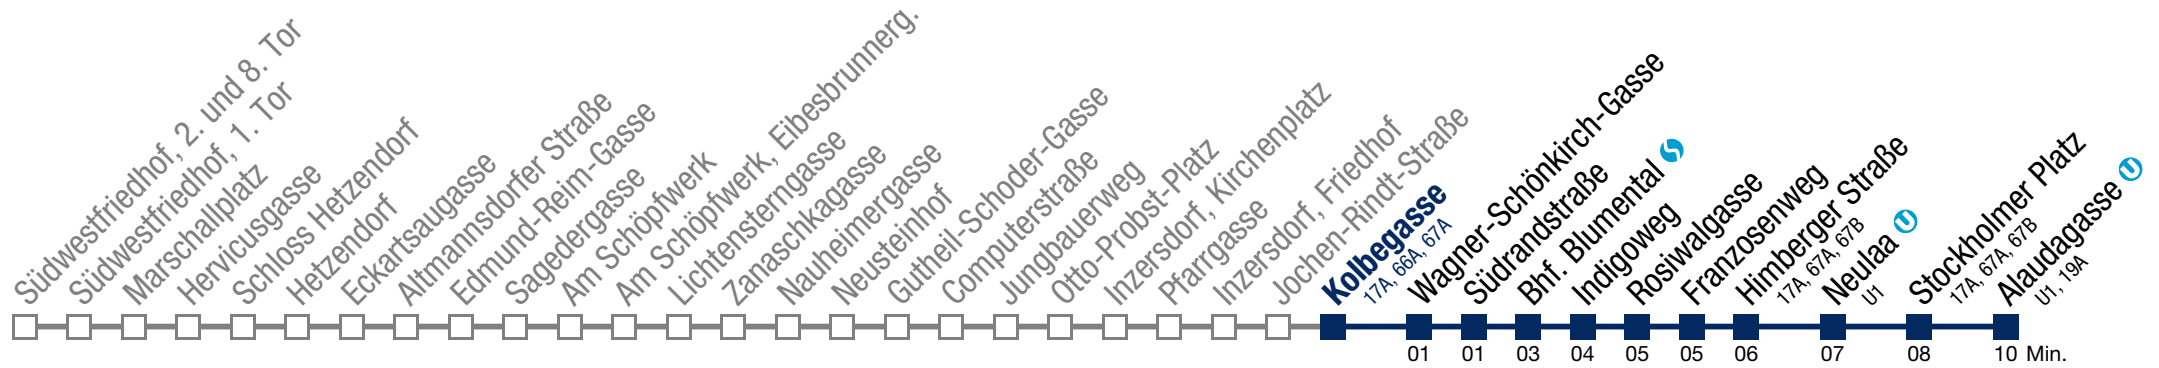 Südwestfriedhof, 2. und 8. Tor
Südwestfriedhof, 1. Tor
Marschallplatz
Hervicusgasse
Schloss Hetzendorf
Hetzendorf
Eckartsaugasse
Altmannsdorfer Straße
Edmund-Reim-Gasse
Sagedergasse
Am Schöpfwerk
Am Schöpfwerk, Eibesbrunnerg.
Lichtensterngasse
Zanaschkagasse
Nauheimergasse
Neusteinhof
Gutheil-Schoder-Gasse
Computerstraße
Jungbauerweg
Otto-Probst-Platz
Inzersdorf, Kirchenplatz
Pfarrgasse
Inzersdorf, Friedhof
Jochen-Rindt-Straße
Kolbegasse
17A, 66A, 67A
Wagner-Schönkirch-Gasse
Südrandstraße
Bhf. Blumental S
Indigoweg
Rosiwalgasse
Franzosenweg
Himberger Straße
17A, 67A, 67B
Neulaa U
U1
Stockholmer Platz
17A, 67A, 67B
Alaudagasse U
U1, 19A
01 01 03 04 05 05 06 07 08 10 Min.